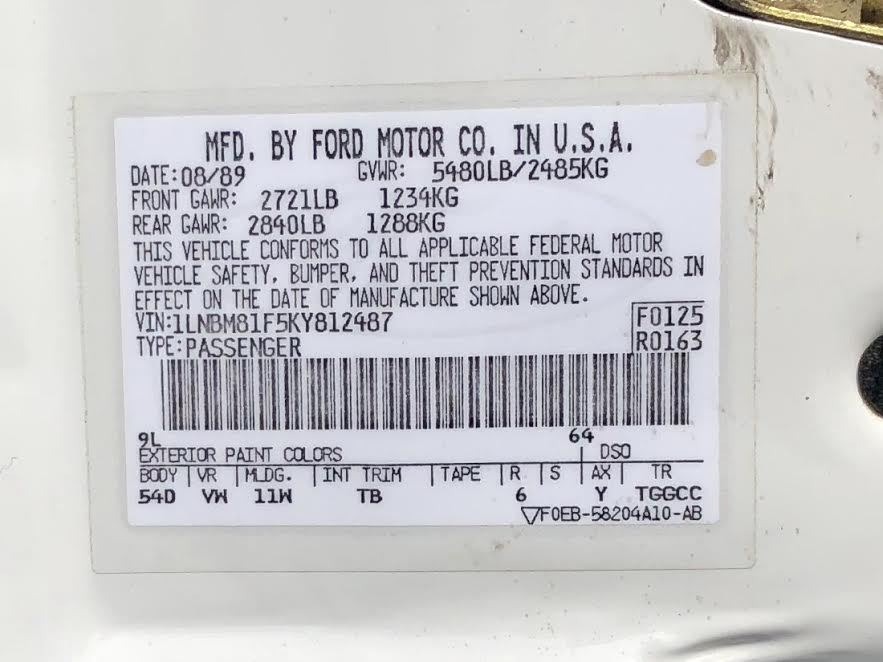 MFD. BY FORD MOTOR CO. IN U.S.A.
DATE: 08/89 GVWR: 5480LB/2485KG
FRONT GAWR: 2721LB 1234KG
REAR GAWR: 2840LB 1288KG
THIS VEHICLE CONFORMS TO ALL APPLICABLE FEDERAL MOTOR
VEHICLE SAFETY, BUMPER, AND THEFT PREVENTION STANDARDS IN
EFFECT ON THE DATE OF MANUFACTURE SHOWN ABOVE.
VIN: 1LNBM81F5KY812487 F0125
TYPE: PASSENGER R0163
9L 64
EXTERIOR PAINT COLORS DSO
BODY VR MLDG. INT TRIM TAPE R S AX TR
54D VW 11W TB 6 Y TGGCC
▽F0EB-58204A10-AB